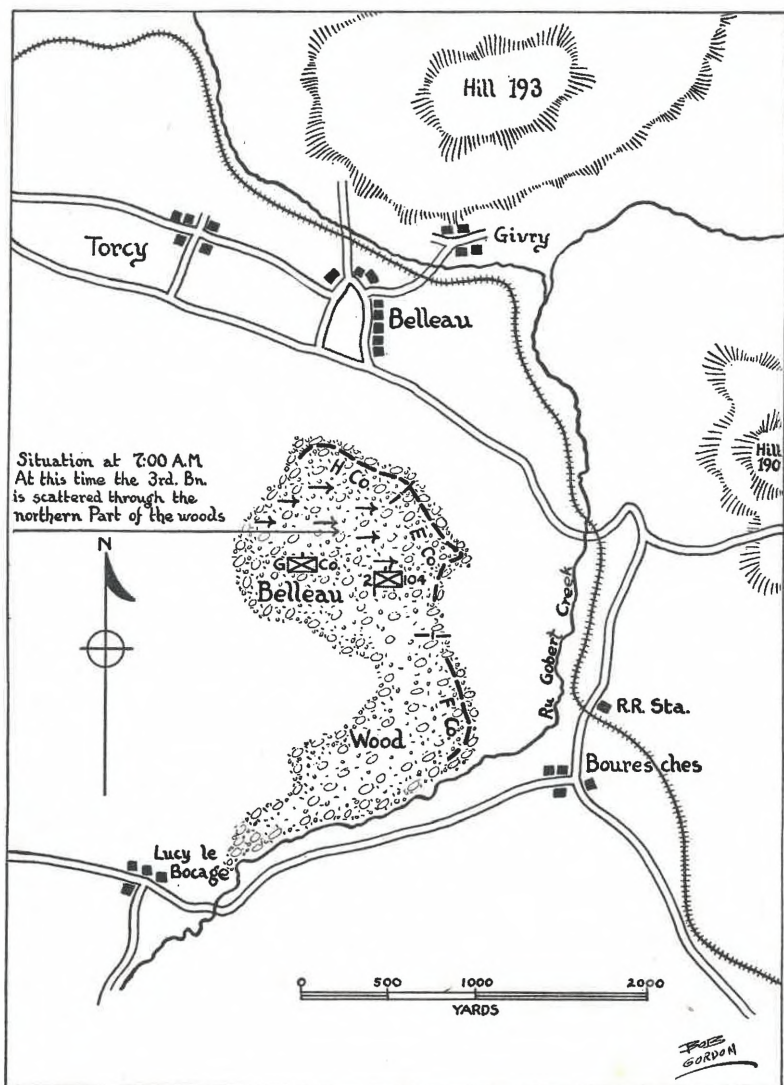 Hill 193
Torcy
Givry
Belleau
Hill
190
Situation at 7:00 A.M.
At this time the 3rd. Bn.
is scattered through the
northern Part of the woods
N
H Co.
E Co.
G Co
2 104
Belleau
Ru Gobert Creek
F Co.
Wood
RR Sta.
Boures ches
Lucy le
Bocage
0 500 1000 2000
YARDS
BOB
GORDON